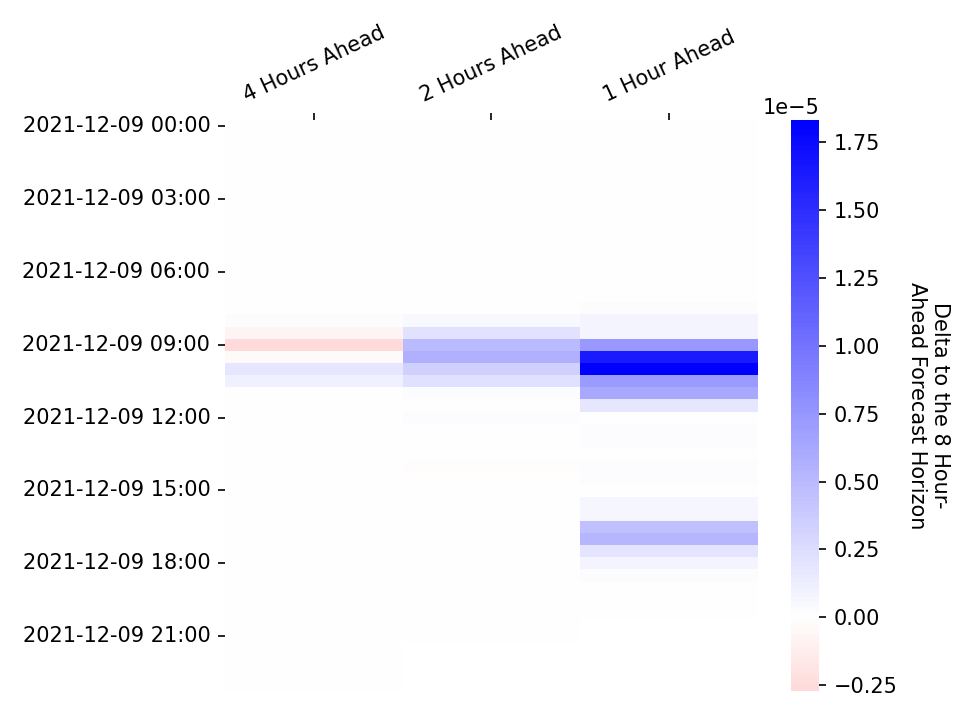 4 Hours Ahead
2 Hours Ahead
1 Hour Ahead
1e−5
2021-12-09 00:00
2021-12-09 03:00
2021-12-09 06:00
2021-12-09 09:00
2021-12-09 12:00
2021-12-09 15:00
2021-12-09 18:00
2021-12-09 21:00
1.75
1.50
1.25
1.00
0.75
0.50
0.25
0.00
−0.25
Delta to the 8 Hour-
Ahead Forecast Horizon